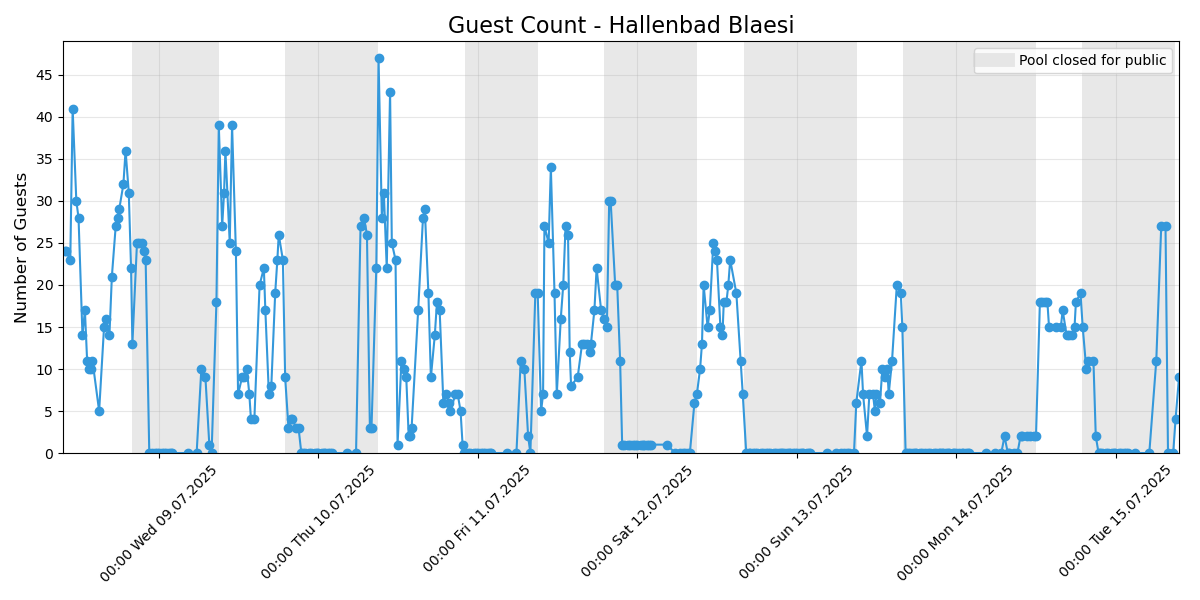 Guest Count - Hallenbad Blaesi
Pool closed for public
Number of Guests
45
40
35
30
25
20
15
10
5
0
00:00 Wed 09.07.2025
00:00 Thu 10.07.2025
00:00 Fri 11.07.2025
00:00 Sat 12.07.2025
00:00 Sun 13.07.2025
00:00 Mon 14.07.2025
00:00 Tue 15.07.2025